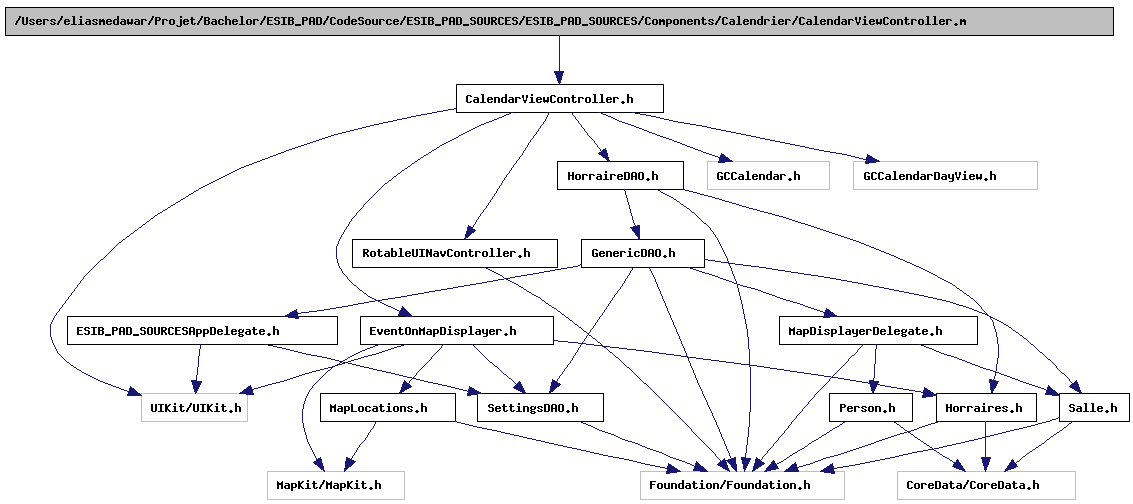 /Users/eliasmedawar/Projet/Bachelor/ESIB_PAD/CodeSource/ESIB_PAD_SOURCES/ESIB_PAD_SOURCES/Components/Calendrier/CalendarViewController.m
CalendarViewController.h
HorraireDAO.h
GCCalendar.h
GCCalendarDayView.h
RotableUINavController.h
GenericDAO.h
ESIB_PAD_SOURCESAppDelegate.h
EventOnMapDisplayer.h
MapDisplayerDelegate.h
UIKit/UIKit.h
MapLocations.h
SettingsDAO.h
Person.h
Horraires.h
Salle.h
MapKit/MapKit.h
Foundation/Foundation.h
CoreData/CoreData.h